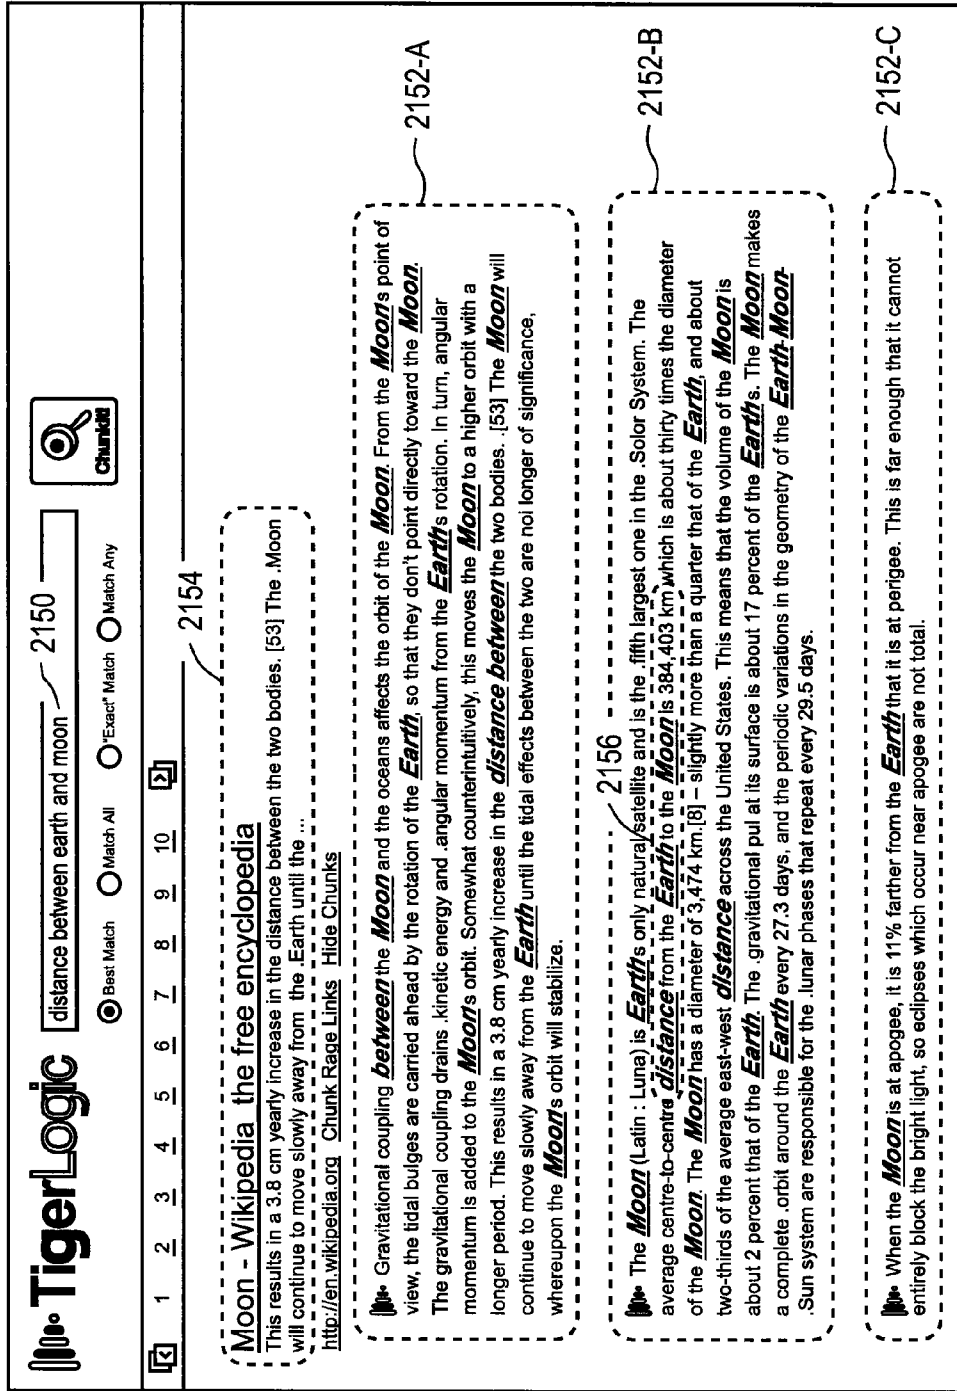 TigerLogic
distance between earth and moon
2150
Chunkit!
Best Match Match All "Exact" Match Match Any
1 2 3 4 5 6 7 8 9 10
2154
Moon - Wikipedia the free encyclopedia
This results in a 3.8 cm yearly increase in the distance between the two bodies. [53] The .Moon
will continue to move slowly away from the .Earth until the ...
http://en.wikipedia.org Chunk Rage Links Hide Chunks
2152-A
Gravitational coupling between the Moon and the oceans affects the orbit of the Moon. From the Moon's point of
view, the tidal bulges are carried ahead by the rotation of the Earth, so that they don't point directly toward the Moon.
The gravitational coupling drains .kinetic energy and .angular momentum from the Earth's rotation. In turn, angular
momentum is added to the Moon's orbit. Somewhat counterintuitively, this moves the Moon to a higher orbit with a
longer period. This results in a 3.8 cm yearly increase in the distance between the two bodies. .[53] The Moon will
continue to move slowly away from the Earth until the tidal effects between the two are noi longer of significance,
whereupon the Moon's orbit will stabilize.
2156
2152-B
The Moon (Latin : Luna) is Earth's only natural satellite and is the .fifth largest one in the .Solor System. The
average centre-to-centre distance from the Earth to the Moon is 384,403 km, which is about thirty times the diameter
of the Moon. The Moon has a diameter of 3,474 km.[8] – slightly more than a quarter that of the Earth, and about
two-thirds of the average east-west distance across the United States. This means that the volume of the Moon is
about 2 percent that of the Earth. The .gravitational pul at its surface is about 17 percent of the Earth's. The Moon makes
a complete .orbit around the Earth every 27.3 days, and the periodic variations in the geometry of the Earth-Moon-
.Sun system are responsible for the .lunar phases that repeat every 29.5 days.
2152-C
When the Moon is at apogee, it is 11% farther from the Earth that it is at perigee. This is far enough that it cannot
entirely block the bright light, so eclipses which occur near apogee are not total.